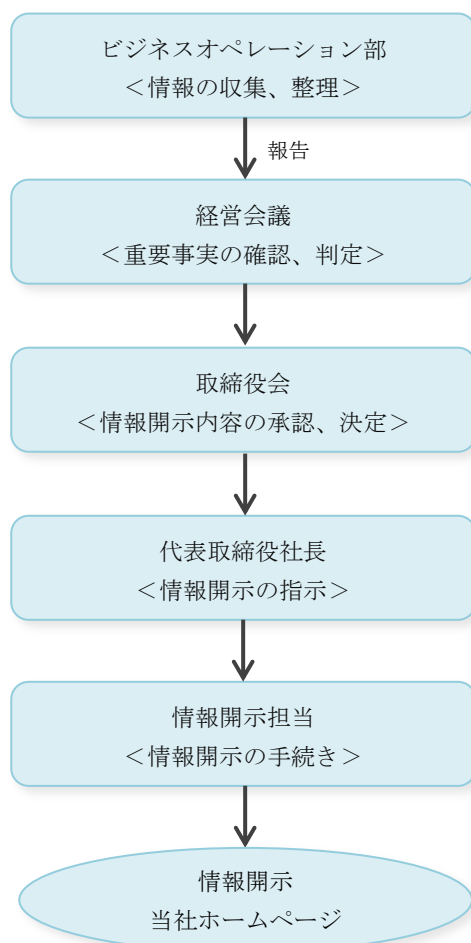 ビジネスオペレーション部
＜情報の収集、整理＞
報告
経営会議
＜重要事実の確認、判定＞
取締役会
＜情報開示内容の承認、決定＞
代表取締役社長
＜情報開示の指示＞
情報開示担当
＜情報開示の手続き＞
情報開示
当社ホームページ